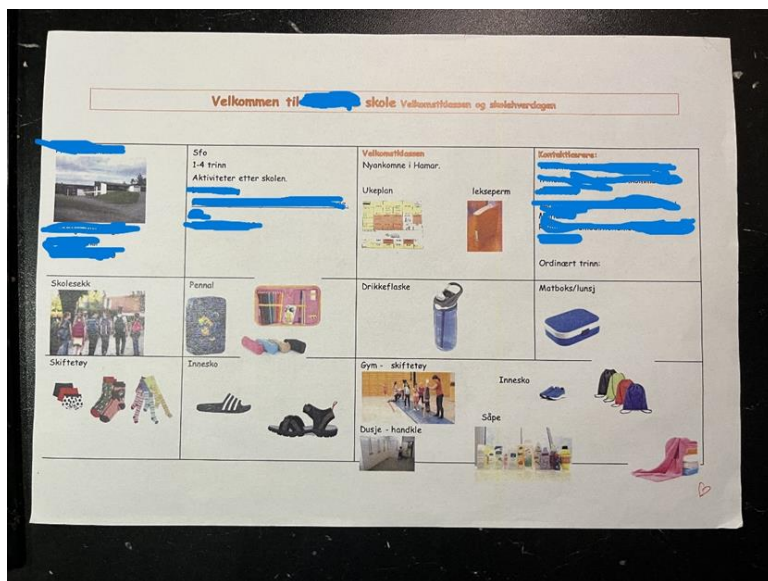 Velkommen til skole Velkomstklassen og skolehverdagen
Sfo
1-4 trinn
Aktiviteter etter skolen.
Velkomstklassen
Nyankomne i Hamar.
Ukeplan
lekseperm
Kontaktlærere:
Ordinært trinn:
Skolesekk
Pennal
Drikkeflaske
Matboks/lunsj
Skiftetøy
Innesko
Gym - skiftetøy
Innesko
Såpe
Dusje - handkle